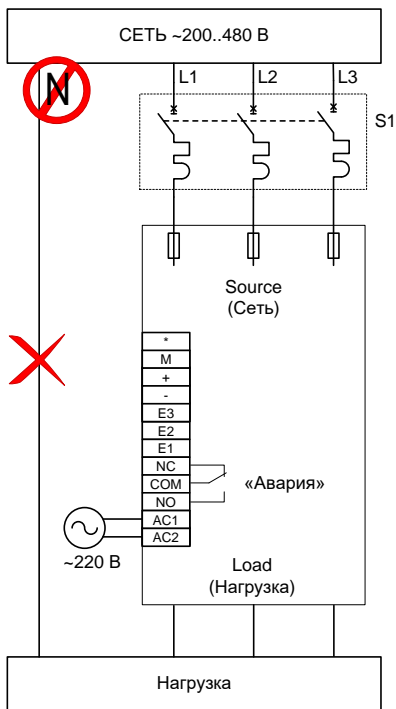 СЕТЬ ~200..480 В
N
L1 L2 L3
S1
Source
(Сеть)
*
M
+
-
E3
E2
E1
NC
COM
«Авария»
NO
AC1
AC2
~220 В
Load
(Нагрузка)
Нагрузка